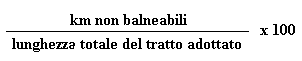 km non balneabili
lunghezza totale del tratto adottato x 100